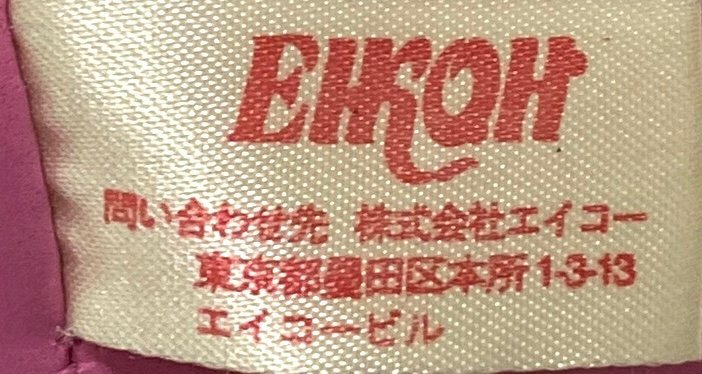 EIKOH
問い合わせ先 株式会社エイコー
東京都墨田区本所1-3-13
エイコービル